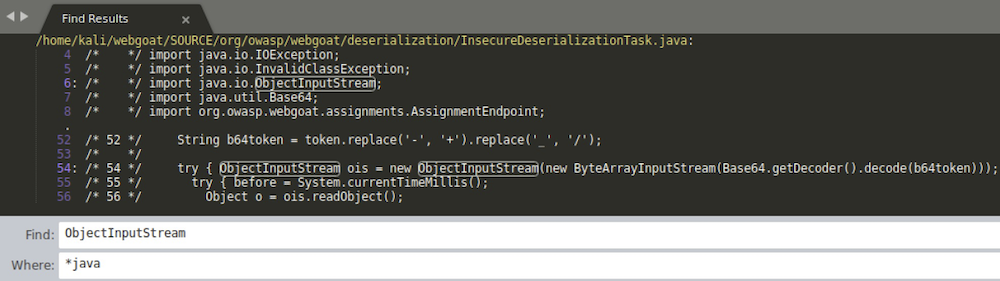 Find Results ×
/home/kali/webgoat/SOURCE/org/owasp/webgoat/deserialization/InsecureDeserializationTask.java:
4 /*    */ import java.io.IOException;
5 /*    */ import java.io.InvalidClassException;
6: /*    */ import java.io.ObjectInputStream;
7 /*    */ import java.util.Base64;
8 /*    */ import org.owasp.webgoat.assignments.AssignmentEndpoint;
.
52 /* 52 */     String b64token = token.replace('-', '+').replace('_', '/');
53 /*    */
54: /* 54 */     try { ObjectInputStream ois = new ObjectInputStream(new ByteArrayInputStream(Base64.getDecoder().decode(b64token)));
55 /* 55 */       try { before = System.currentTimeMillis();
56 /* 56 */         Object o = ois.readObject();
Find: ObjectInputStream
Where: *java